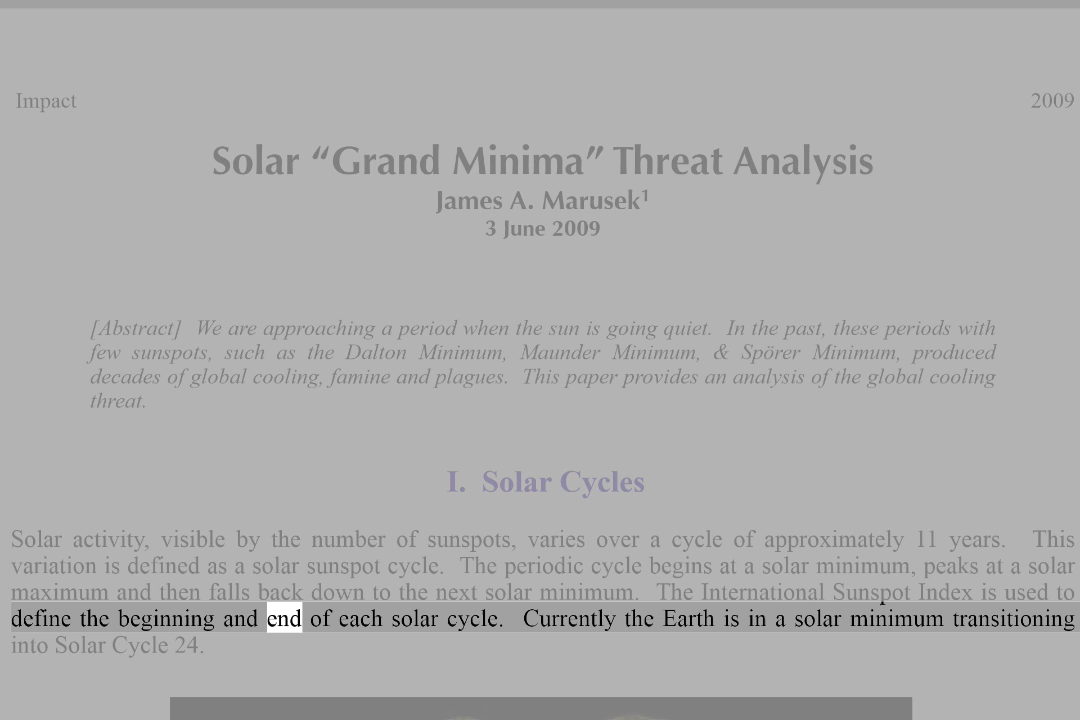 Impact 2009
Solar “Grand Minima” Threat Analysis
James A. Marusek¹
3 June 2009
[Abstract]  We are approaching a period when the sun is going quiet.  In the past, these periods with
few sunspots, such as the Dalton Minimum, Maunder Minimum, & Spörer Minimum, produced
decades of global cooling, famine and plagues.  This paper provides an analysis of the global cooling
threat.
I.  Solar Cycles
Solar activity, visible by the number of sunspots, varies over a cycle of approximately 11 years.  This
variation is defined as a solar sunspot cycle.  The periodic cycle begins at a solar minimum, peaks at a solar
maximum and then falls back down to the next solar minimum.  The International Sunspot Index is used to
define the beginning and end of each solar cycle.  Currently the Earth is in a solar minimum transitioning
into Solar Cycle 24.